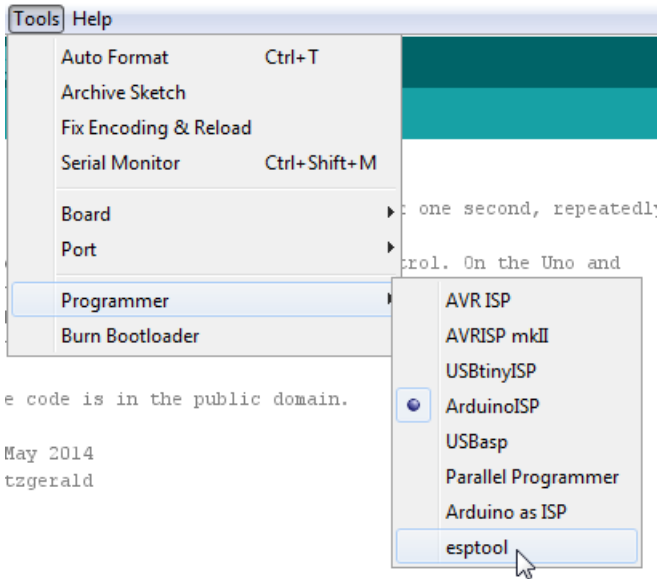 Tools Help
Auto Format Ctrl+T
Archive Sketch
Fix Encoding & Reload
Serial Monitor Ctrl+Shift+M
one second, repeatedly
Board
Port
trol. On the Uno and
Programmer
AVR ISP
Burn Bootloader
AVRISP mkII
USBtinyISP
e code is in the public domain.
ArduinoISP
USBasp
May 2014
tzgerald
Parallel Programmer
Arduino as ISP
esptool